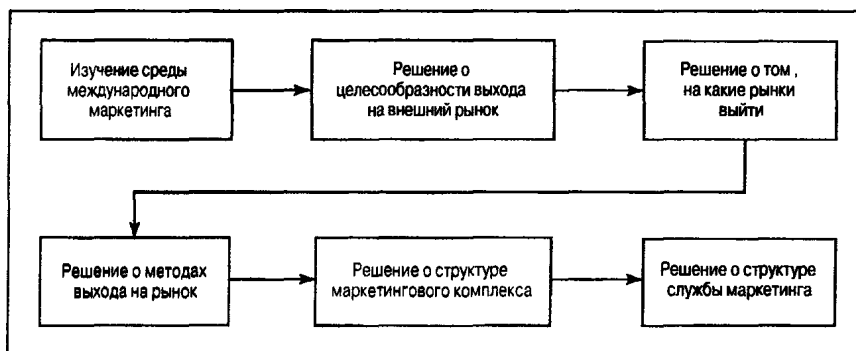 Изучение среды
международного
маркетинга
Решение о
целесообразности выхода
на внешний рынок
Решение о том ,
на какие рынки
выйти
Решение о методах
выхода на рынок
Решение о структуре
маркетингового комплекса
Решение о структуре
службы маркетинга